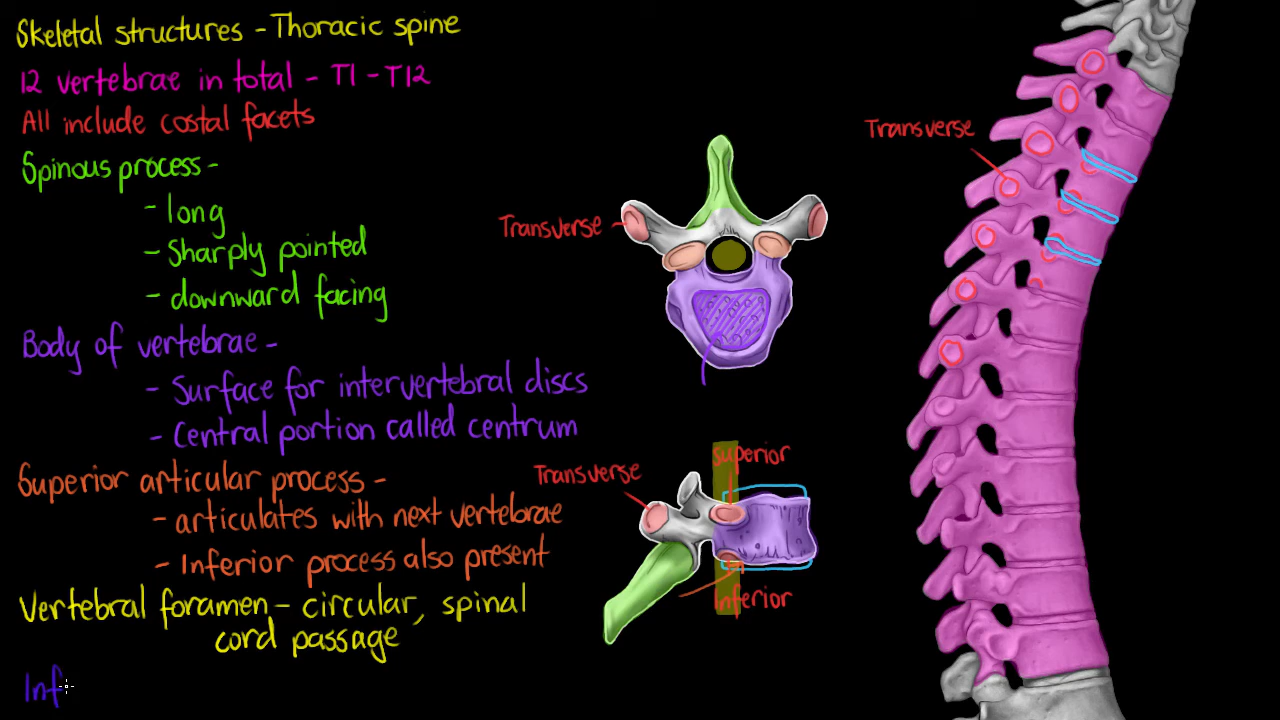 Skeletal structures - Thoracic spine
12 vertebrae in total - T1 - T12
All include costal facets
Spinous process -
- long
- Sharply pointed
- downward facing
Body of vertebrae -
- Surface for intervertebral discs
- Central portion called centrum
Superior articular process -
- articulates with next vertebrae
- Inferior process also present
Vertebral foramen - circular, spinal
cord passage
Inf
Transverse
Transverse
superior
Inferior
Transverse